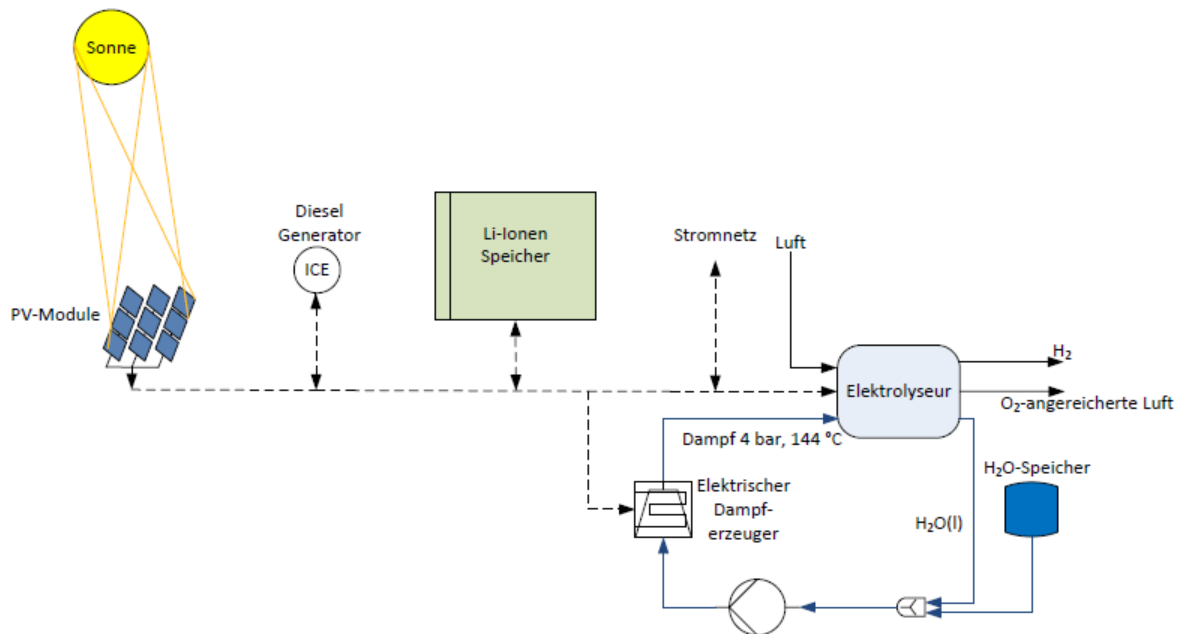 Sonne
Diesel
Generator
ICE
Li-Ionen
Speicher
Stromnetz
Luft
PV-Module
H₂
Elektrolyseur
O₂-angereicherte Luft
Dampf 4 bar, 144 °C
H₂O-Speicher
Elektrischer
Dampf-
erzeuger
H₂O(l)